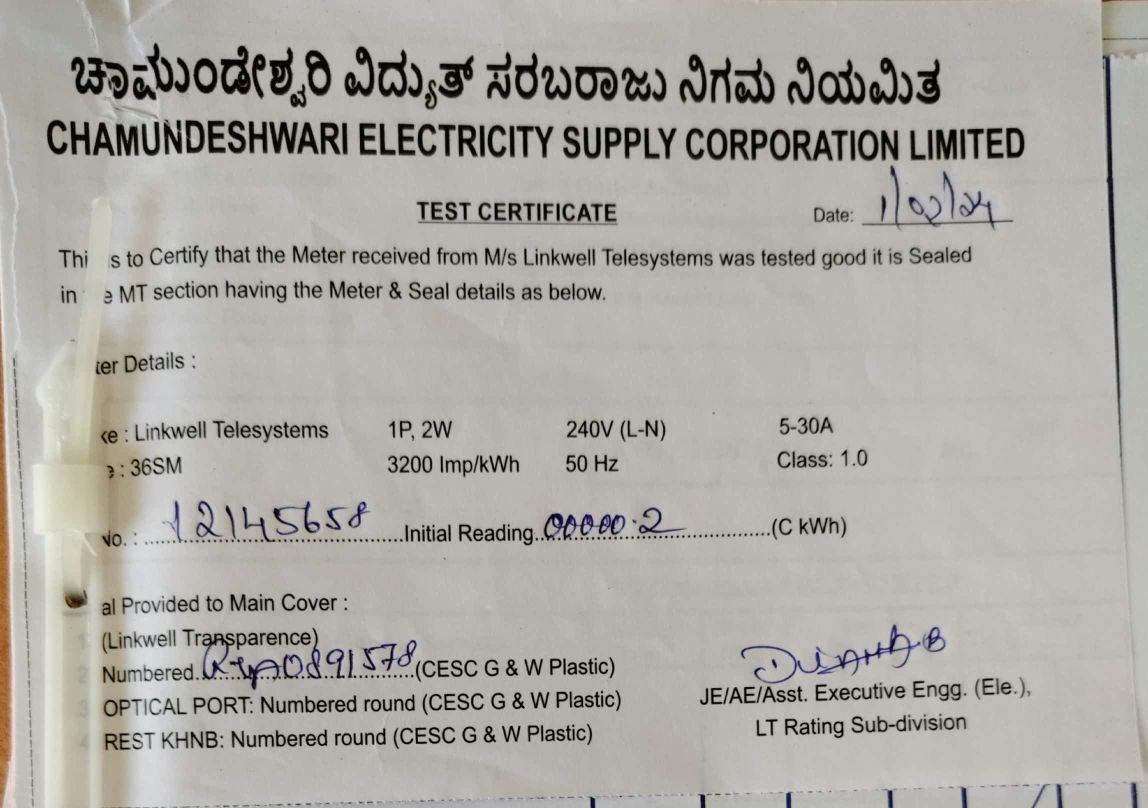 ಚಾಮುಂಡೇಶ್ವರಿ ವಿದ್ಯುತ್ ಸರಬರಾಜು ನಿಗಮ ನಿಯಮಿತ
CHAMUNDESHWARI ELECTRICITY SUPPLY CORPORATION LIMITED
TEST CERTIFICATE Date: 1/02/24
Thi s to Certify that the Meter received from M/s Linkwell Telesystems was tested good it is Sealed
in e MT section having the Meter & Seal details as below.
ter Details :
ke : Linkwell Telesystems 1P, 2W 240V (L-N) 5-30A
e : 36SM 3200 Imp/kWh 50 Hz Class: 1.0
No. : 12145658 Initial Reading 00000.2 (C kWh)
al Provided to Main Cover :
(Linkwell Transparence)
Numbered (CESC G & W Plastic)
OPTICAL PORT: Numbered round (CESC G & W Plastic)
REST KHNB: Numbered round (CESC G & W Plastic)
JE/AE/Asst. Executive Engg. (Ele.),
LT Rating Sub-division